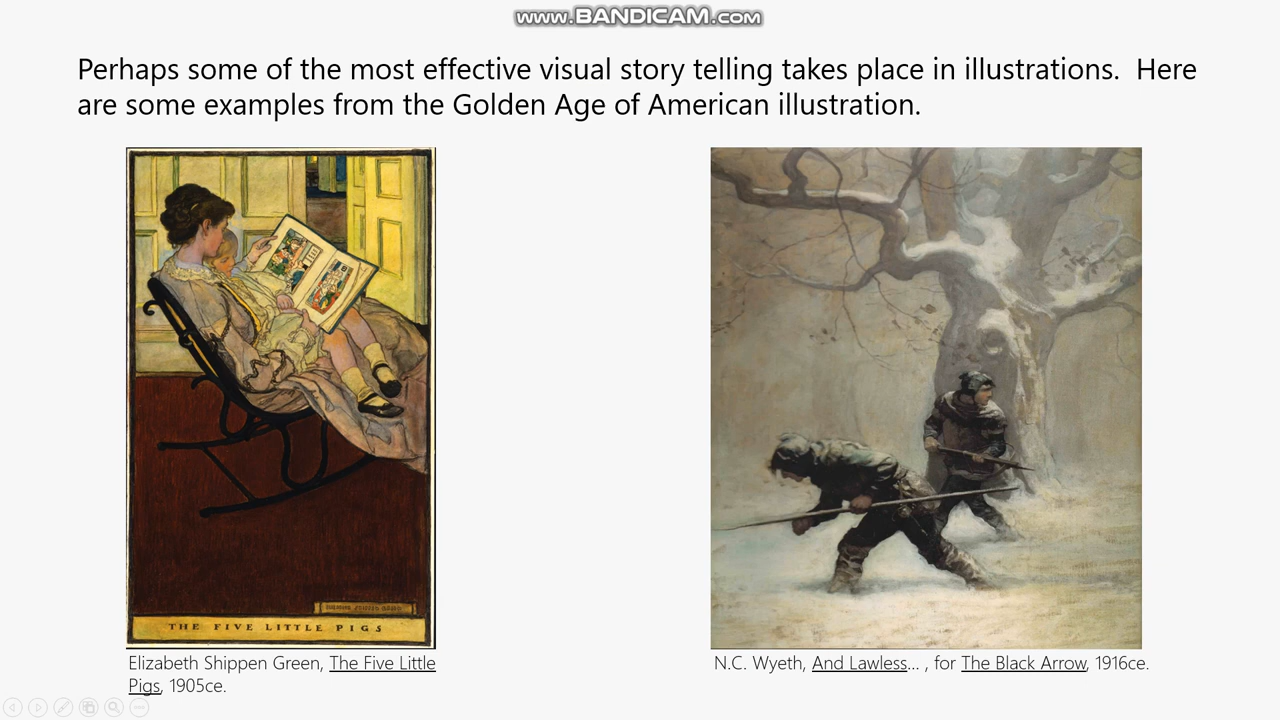 www.BANDICAM.com
Perhaps some of the most effective visual story telling takes place in illustrations.  Here
are some examples from the Golden Age of American illustration.
THE FIVE LITTLE PIGS
Elizabeth Shippen Green, The Five Little
Pigs, 1905ce.
N.C. Wyeth, And Lawless... , for The Black Arrow, 1916ce.